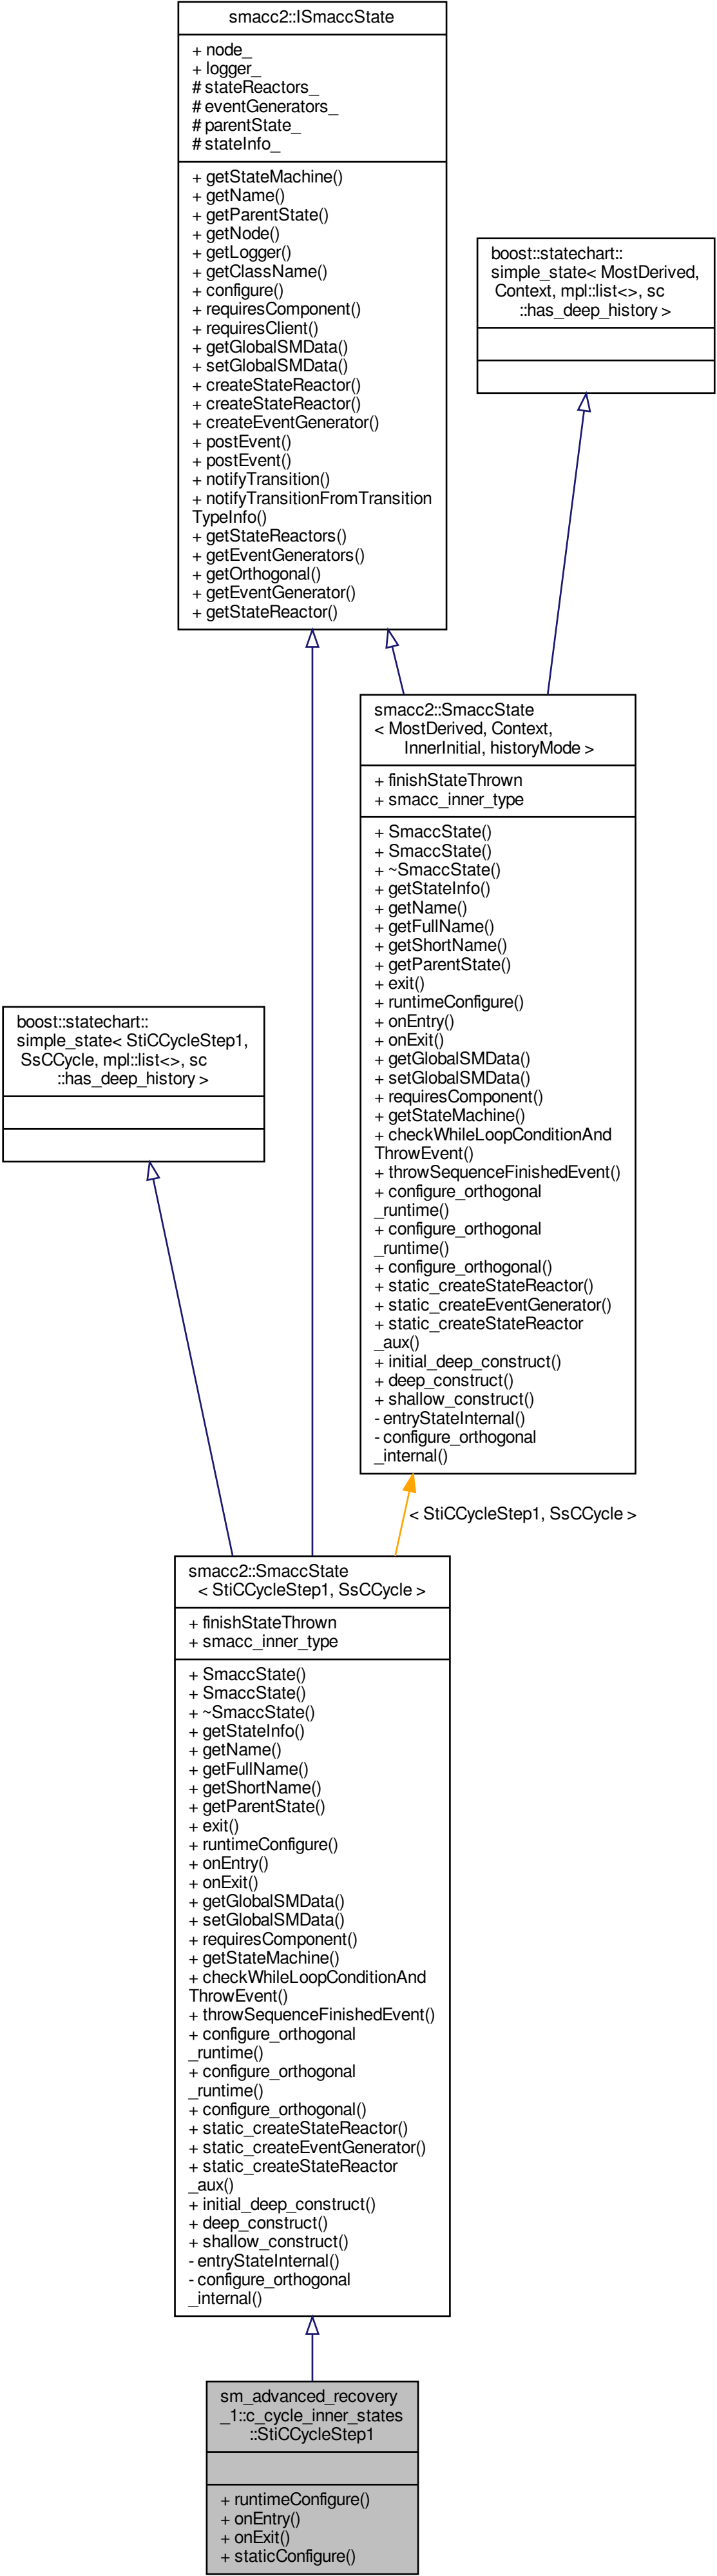 smacc2::ISmaccState
+ node_
+ logger_
# stateReactors_
# eventGenerators_
# parentState_
# stateInfo_
+ getStateMachine()
+ getName()
+ getParentState()
+ getNode()
+ getLogger()
+ getClassName()
+ configure()
+ requiresComponent()
+ requiresClient()
+ getGlobalSMData()
+ setGlobalSMData()
+ createStateReactor()
+ createStateReactor()
+ createEventGenerator()
+ postEvent()
+ postEvent()
+ notifyTransition()
+ notifyTransitionFromTransition
TypeInfo()
+ getStateReactors()
+ getEventGenerators()
+ getOrthogonal()
+ getEventGenerator()
+ getStateReactor()
boost::statechart::
simple_state< MostDerived,
Context, mpl::list<>, sc
::has_deep_history >
smacc2::SmaccState
< MostDerived, Context,
InnerInitial, historyMode >
+ finishStateThrown
+ smacc_inner_type
+ SmaccState()
+ SmaccState()
+ ~SmaccState()
+ getStateInfo()
+ getName()
+ getFullName()
+ getShortName()
+ getParentState()
+ exit()
+ runtimeConfigure()
+ onEntry()
+ onExit()
+ getGlobalSMData()
+ setGlobalSMData()
+ requiresComponent()
+ getStateMachine()
+ checkWhileLoopConditionAnd
ThrowEvent()
+ throwSequenceFinishedEvent()
+ configure_orthogonal
_runtime()
+ configure_orthogonal
_runtime()
+ configure_orthogonal()
+ static_createStateReactor()
+ static_createEventGenerator()
+ static_createStateReactor
_aux()
+ initial_deep_construct()
+ deep_construct()
+ shallow_construct()
- entryStateInternal()
- configure_orthogonal
_internal()
boost::statechart::
simple_state< StiCCycleStep1,
SsCCycle, mpl::list<>, sc
::has_deep_history >
< StiCCycleStep1, SsCCycle >
smacc2::SmaccState
< StiCCycleStep1, SsCCycle >
+ finishStateThrown
+ smacc_inner_type
+ SmaccState()
+ SmaccState()
+ ~SmaccState()
+ getStateInfo()
+ getName()
+ getFullName()
+ getShortName()
+ getParentState()
+ exit()
+ runtimeConfigure()
+ onEntry()
+ onExit()
+ getGlobalSMData()
+ setGlobalSMData()
+ requiresComponent()
+ getStateMachine()
+ checkWhileLoopConditionAnd
ThrowEvent()
+ throwSequenceFinishedEvent()
+ configure_orthogonal
_runtime()
+ configure_orthogonal
_runtime()
+ configure_orthogonal()
+ static_createStateReactor()
+ static_createEventGenerator()
+ static_createStateReactor
_aux()
+ initial_deep_construct()
+ deep_construct()
+ shallow_construct()
- entryStateInternal()
- configure_orthogonal
_internal()
sm_advanced_recovery
_1::c_cycle_inner_states
::StiCCycleStep1
+ runtimeConfigure()
+ onEntry()
+ onExit()
+ staticConfigure()